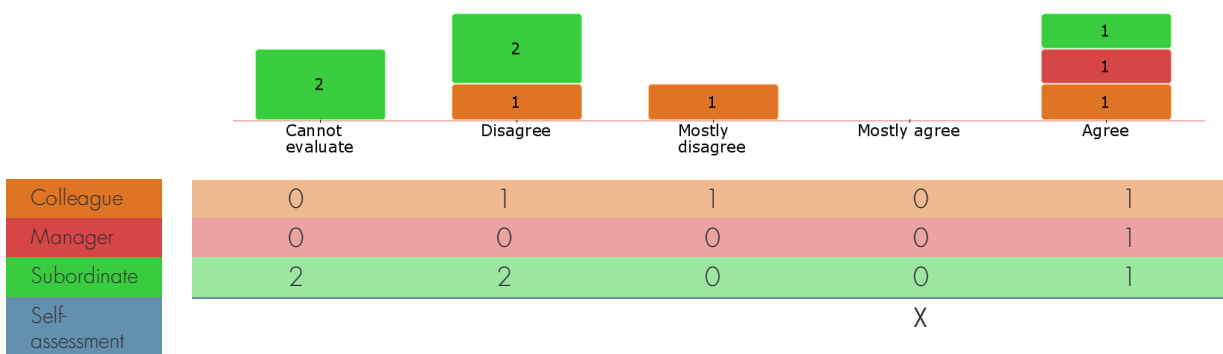 1
2
1
2
1
1
1
Cannot evaluate
Disagree
Mostly disagree
Mostly agree
Agree
Colleague 0 1 1 0 1
Manager 0 0 0 0 1
Subordinate 2 2 0 0 1
Self-
assessment
X